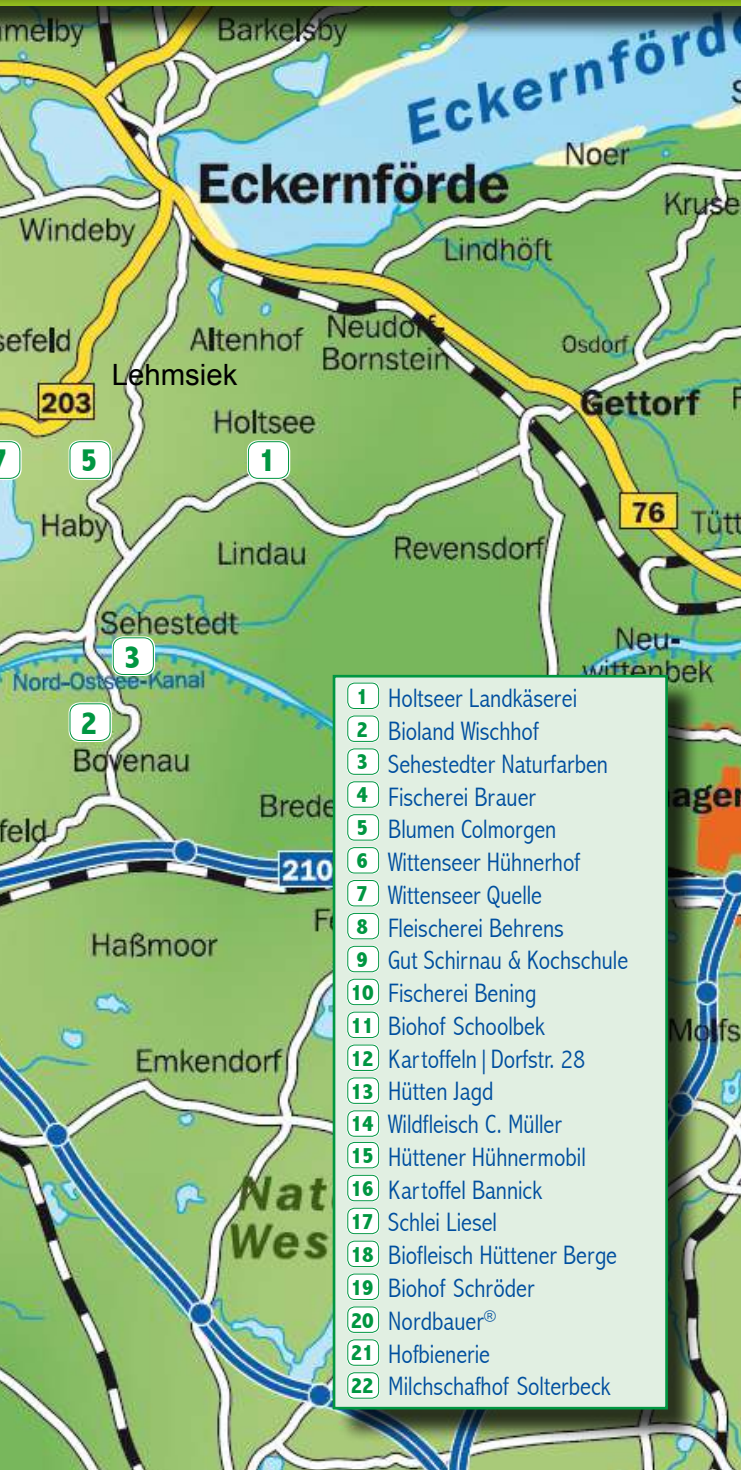 Barkelsby
Eckernförde
Noer
Eckernförde
Windeby
Lindhöft
Altenhof
Neudorf-
Bornstein
Osdorf
Lehmsiek
203
Gettorf
Holtsee
5
1
76
Haby
Lindau
Revensdorf
Sehestedt
Neu-
wittenbek
3
Nord-Ostsee-Kanal
2
Bovenau
210
Haßmoor
Emkendorf
1 Holtseer Landkäserei
2 Bioland Wischhof
3 Sehestedter Naturfarben
4 Fischerei Brauer
5 Blumen Colmorgen
6 Wittenseer Hühnerhof
7 Wittenseer Quelle
8 Fleischerei Behrens
9 Gut Schirnau & Kochschule
10 Fischerei Bening
11 Biohof Schoolbek
12 Kartoffeln | Dorfstr. 28
13 Hütten Jagd
14 Wildfleisch C. Müller
15 Hüttener Hühnermobil
16 Kartoffel Bannick
17 Schlei Liesel
18 Biofleisch Hüttener Berge
19 Biohof Schröder
20 Nordbauer®
21 Hofbienerie
22 Milchschafhof Solterbeck